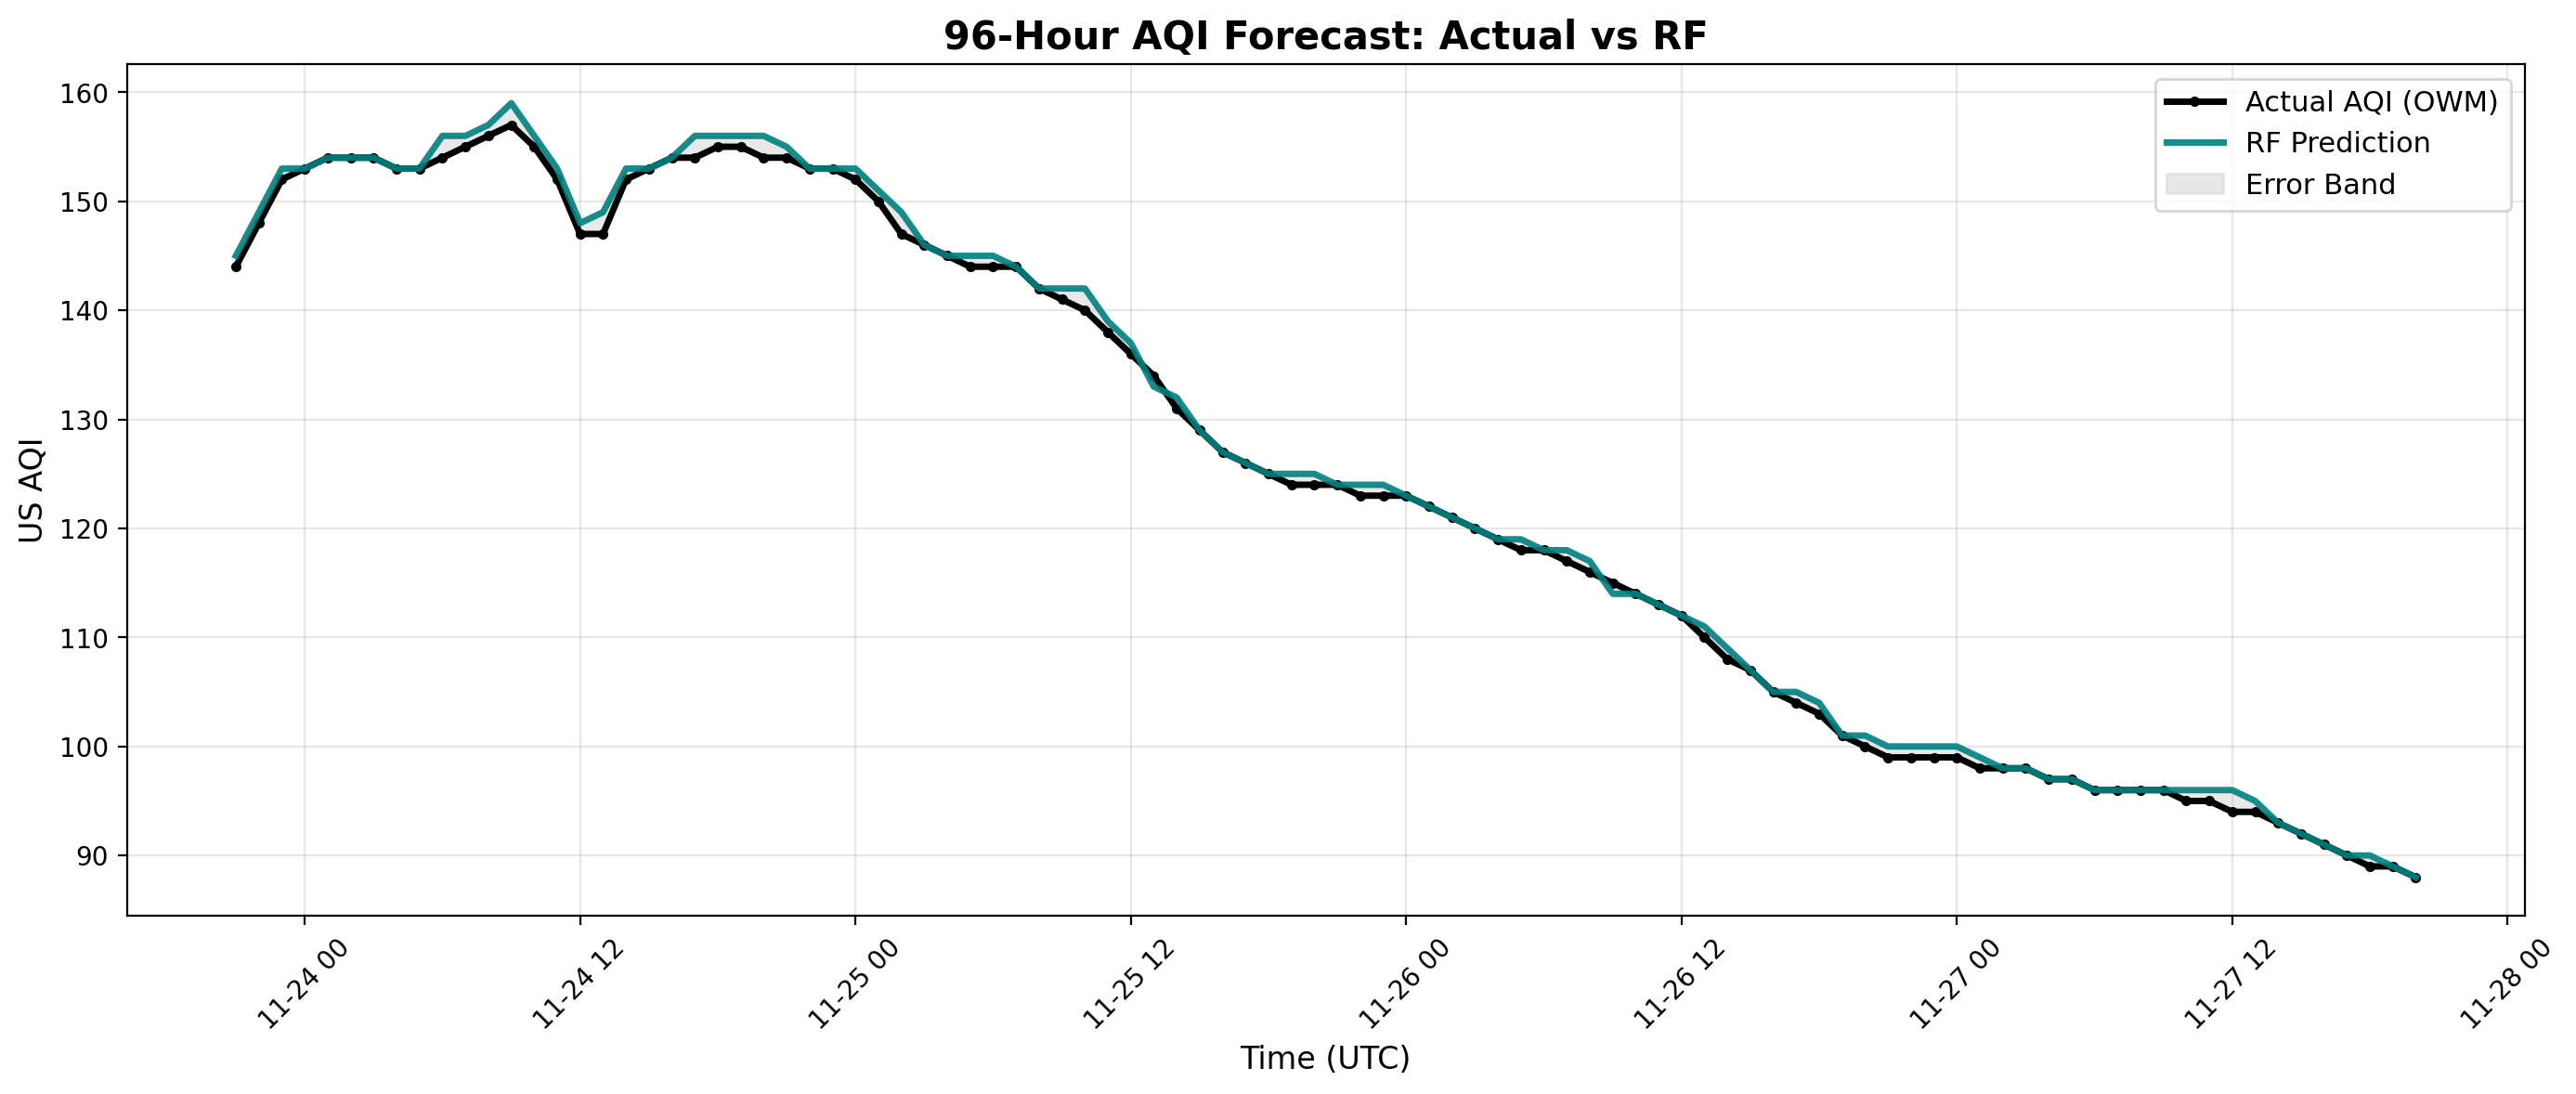 96-Hour AQI Forecast: Actual vs RF
Actual AQI (OWM)
RF Prediction
Error Band
US AQI
160
150
140
130
120
110
100
90
11-24 00
11-24 12
11-25 00
11-25 12
11-26 00
11-26 12
11-27 00
11-27 12
11-28 00
Time (UTC)